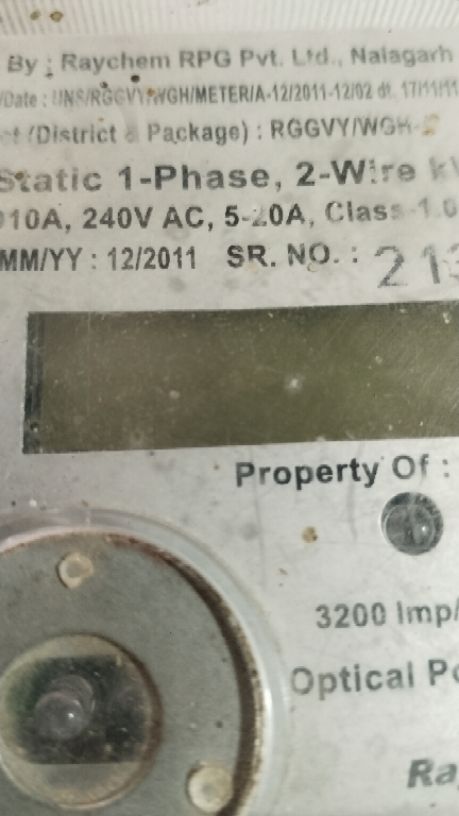 By : Raychem RPG Pvt. Ltd., Nalagarh
/Date : UNS/RGGVY/WGH/METER/A-12/2011-12/02 dt. 17/11/11
(District & Package) : RGGVY/WGH-
Static 1-Phase, 2-Wire
10A, 240V AC, 5-20A, Class 1.0
MM/YY : 12/2011 SR. NO. : 213
Property Of :
3200 Imp/
Optical